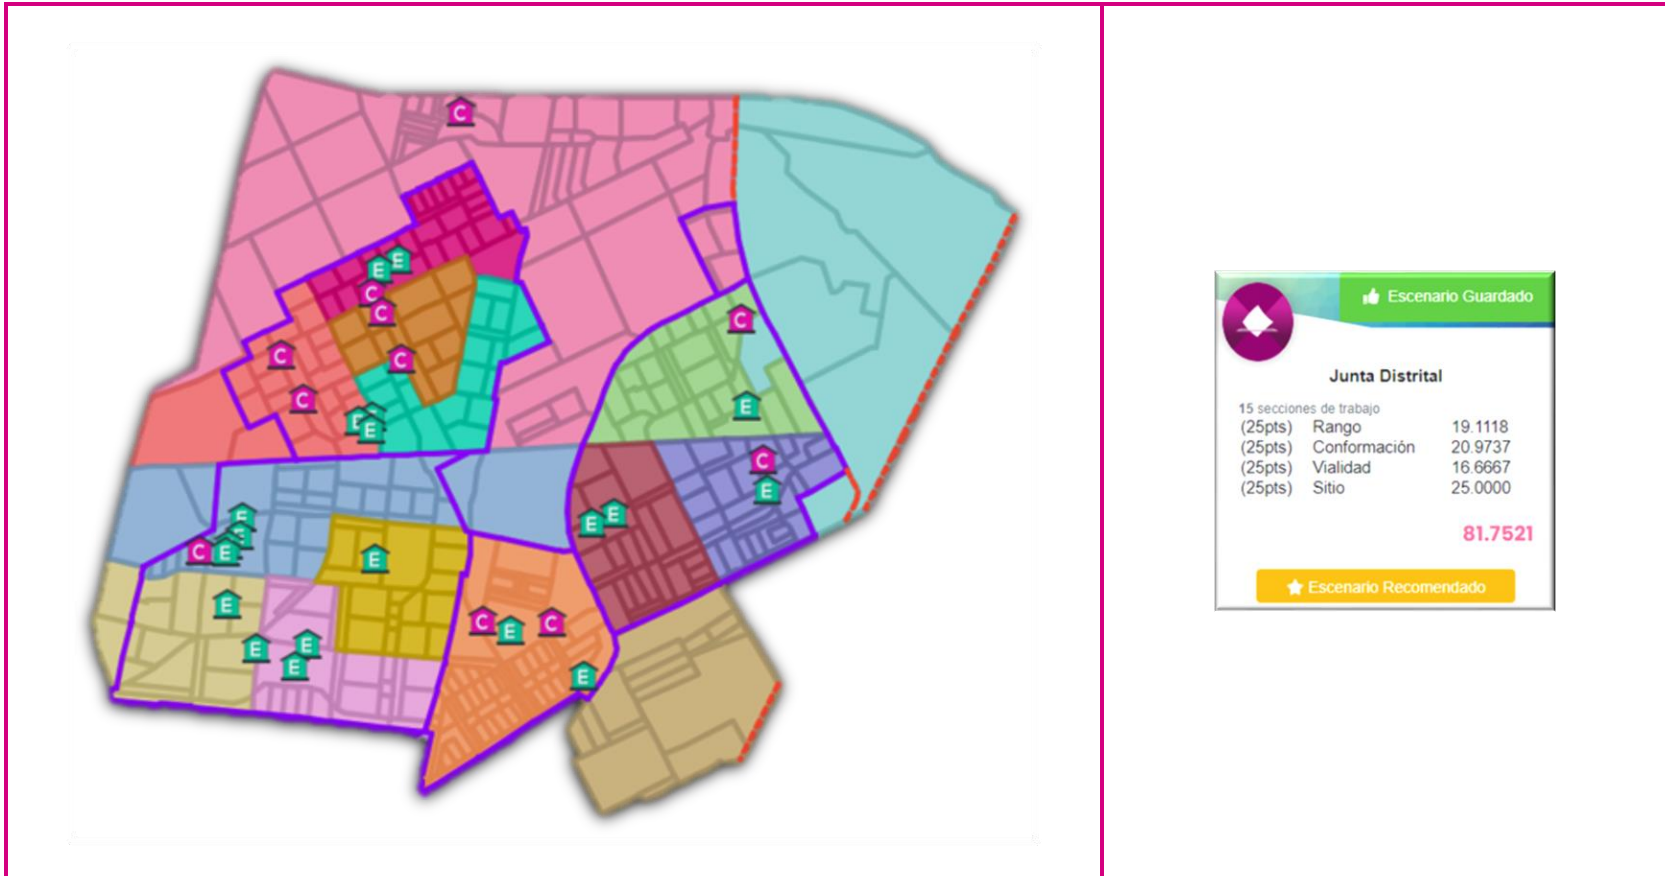 C
E
E
C
C
C
C
C
C
E
E
E
E
C
E
E
E
E
E
C
E
E
E
C
E
C
E
E
E
E
E
Escenario Guardado
Junta Distrital
15 secciones de trabajo
(25pts) Rango 19.1118
(25pts) Conformación 20.9737
(25pts) Vialidad 16.6667
(25pts) Sitio 25.0000
81.7521
Escenario Recomendado